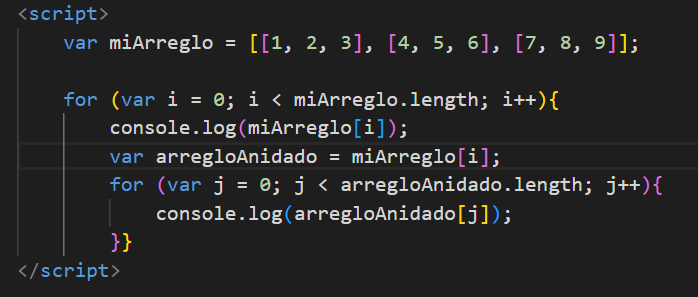 <script>
var miArreglo = [[1, 2, 3], [4, 5, 6], [7, 8, 9]];
for (var i = 0; i < miArreglo.length; i++){
console.log(miArreglo[i]);
var arregloAnidado = miArreglo[i];
for (var j = 0; j < arregloAnidado.length; j++){
console.log(arregloAnidado[j]);
}}
</script>